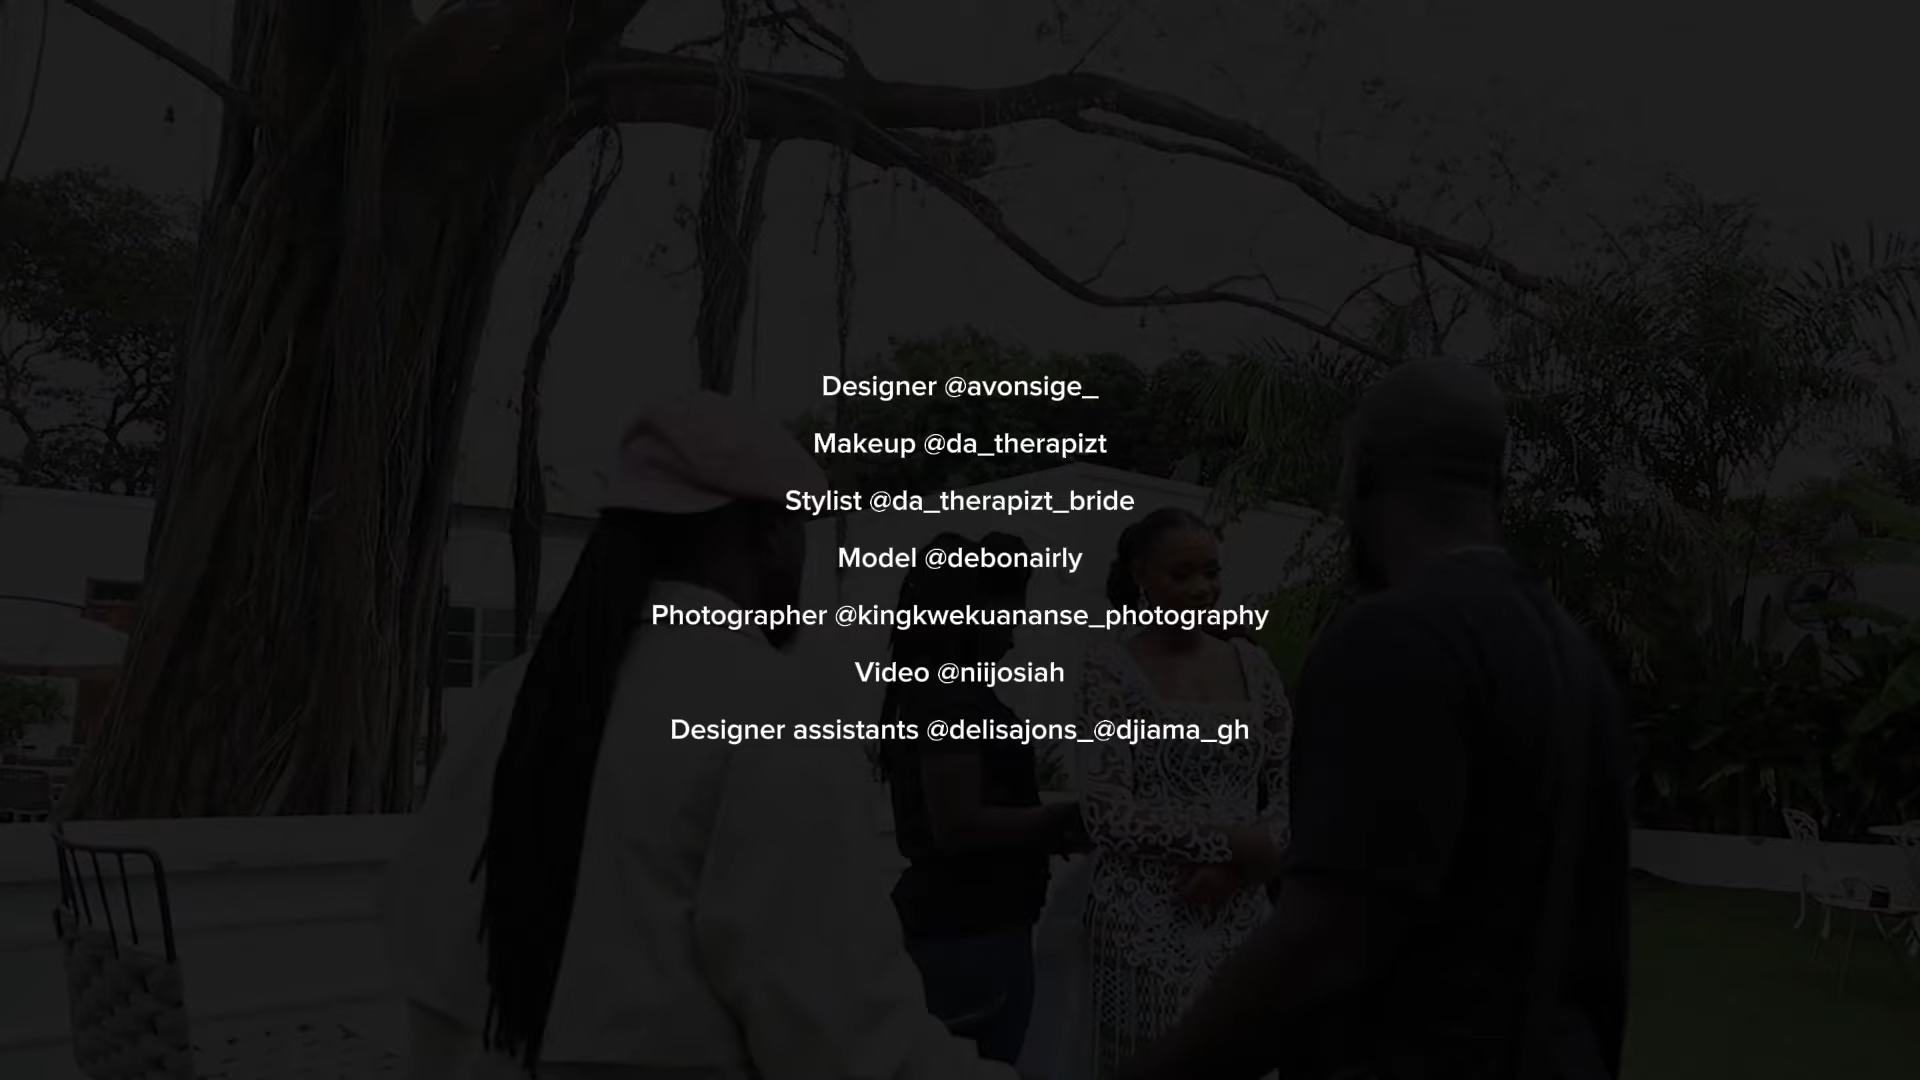 Designer @avonsige_
Makeup @da_therapizt
Stylist @da_therapizt_bride
Model @debonairly
Photographer @kingkwekuananse_photography
Video @niijosiah
Designer assistants @delisajons_@djiama_gh